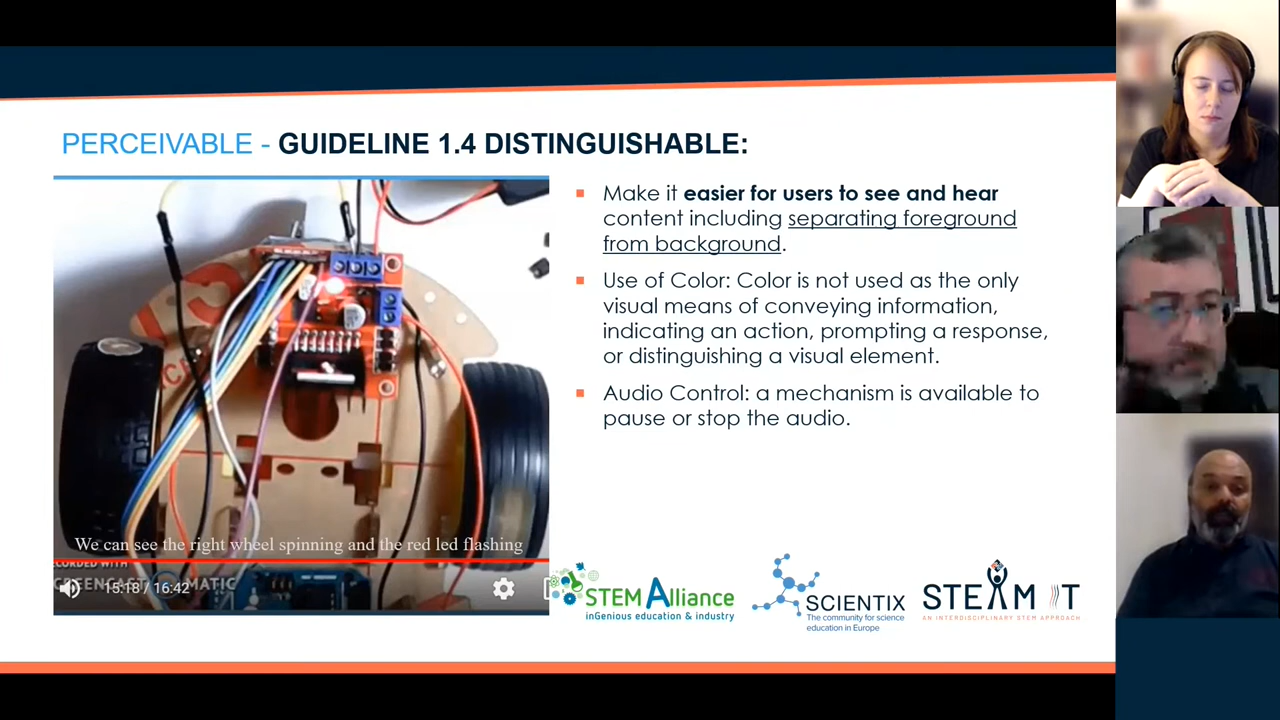 PERCEIVABLE - GUIDELINE 1.4 DISTINGUISHABLE:
Make it easier for users to see and hear
content including separating foreground
from background.
Use of Color: Color is not used as the only
visual means of conveying information,
indicating an action, prompting a response,
or distinguishing a visual element.
Audio Control: a mechanism is available to
pause or stop the audio.
We can see the right wheel spinning and the red led flashing
15:18 / 16:42
STEM Alliance
inGenious education & industry
SCIENTIX
The community for science
education in Europe
STEAM IT
AN INTERDISCIPLINARY STEM APPROACH